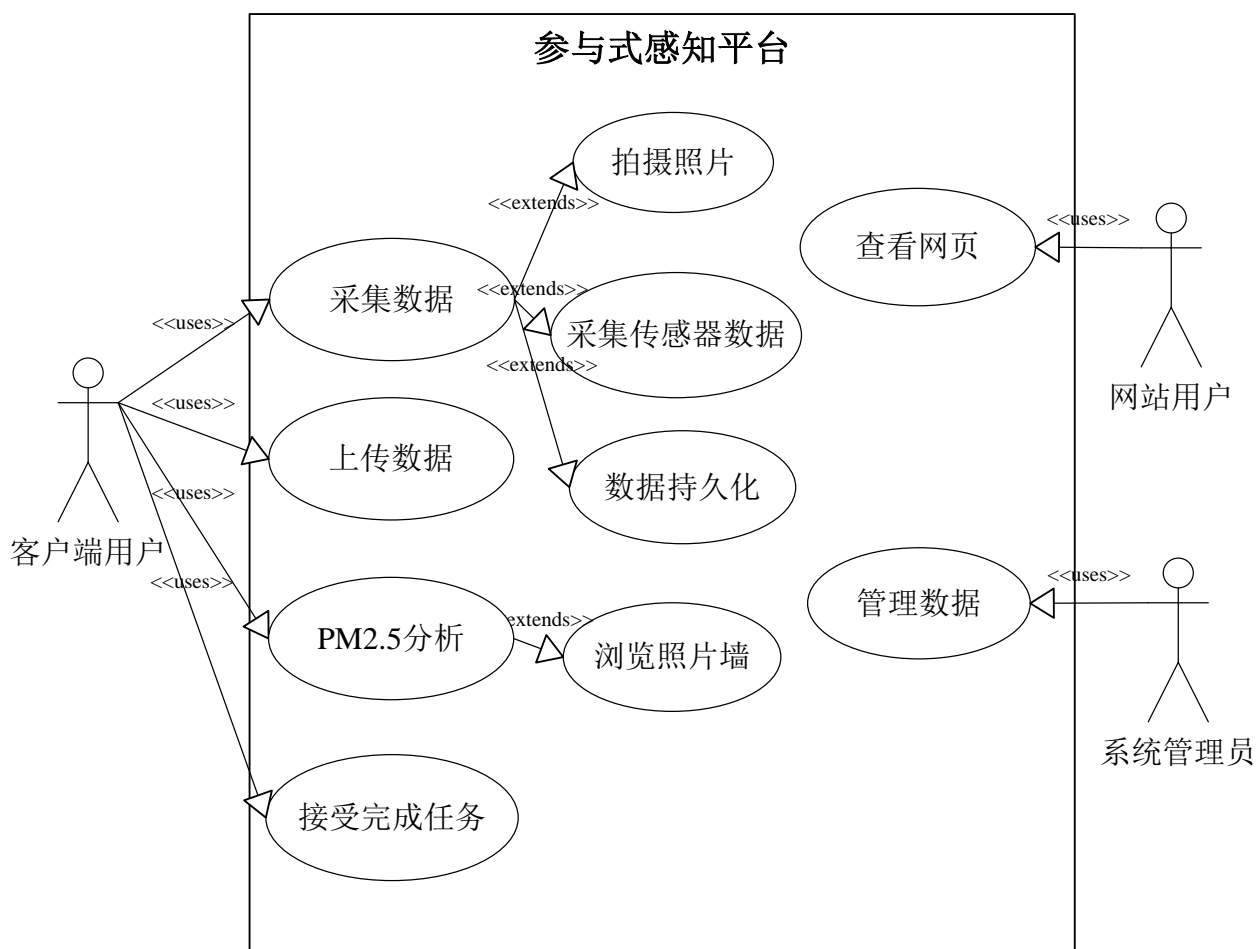 参与式感知平台
拍摄照片
<<extends>>
<<uses>>
查看网页
采集数据
<<extends>>
<<uses>>
采集传感器数据
<<extends>>
网站用户
<<uses>>
上传数据
数据持久化
<<uses>>
客户端用户
<<uses>>
管理数据
<<uses>>
PM2.5分析
extends>>
浏览照片墙
系统管理员
接受完成任务